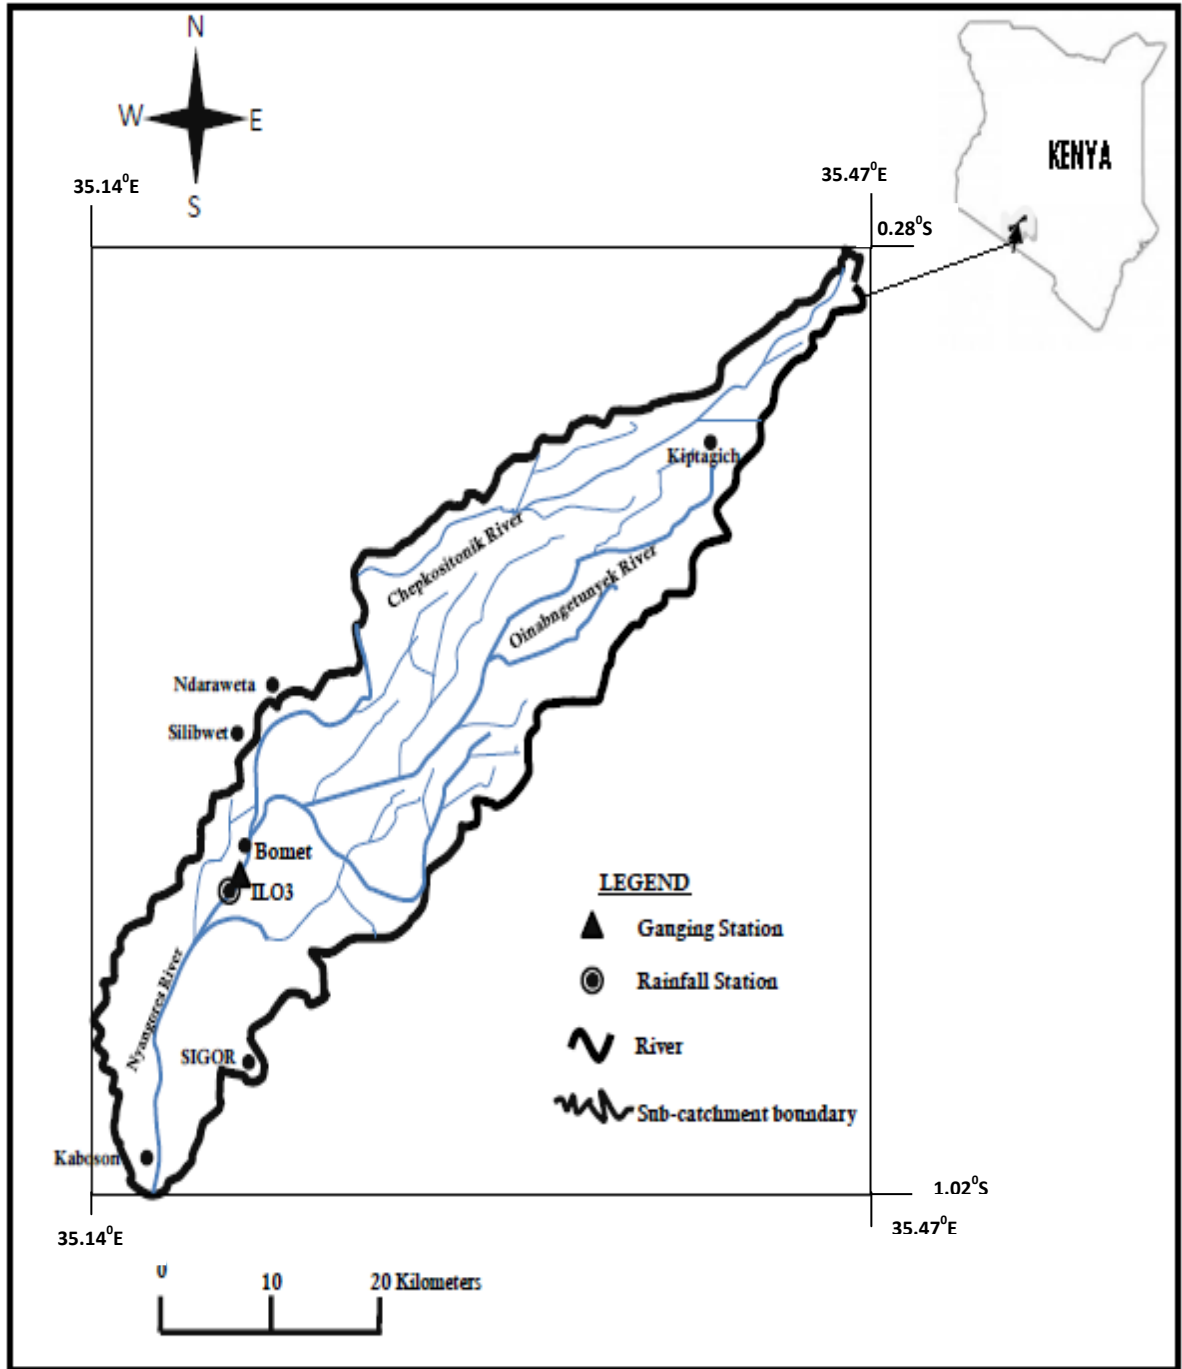 N
W E
S
KENYA
35.14⁰E
35.47⁰E
0.28⁰S
Kiptagich
Chepkositonik River
Oinabngetunyek River
Ndaraweta
Silibwet
Bomet
ILO3
LEGEND
Ganging Station
Rainfall Station
River
Sub-catchment boundary
Nyangores River
SIGOR
Kaboson
1.02⁰S
35.14⁰E
35.47⁰E
0 10 20 Kilometers